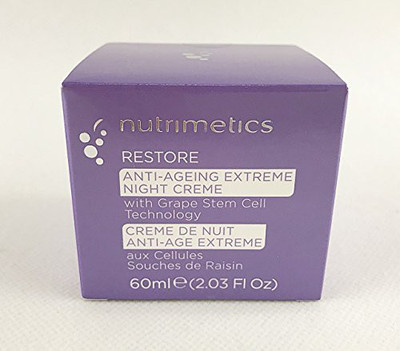 nutrimetics
RESTORE
ANTI-AGEING EXTREME
NIGHT CREME
with Grape Stem Cell
Technology
CREME DE NUIT
ANTI-AGE EXTREME
aux Cellules
Souches de Raisin
60ml ℮ (2.03 Fl Oz)